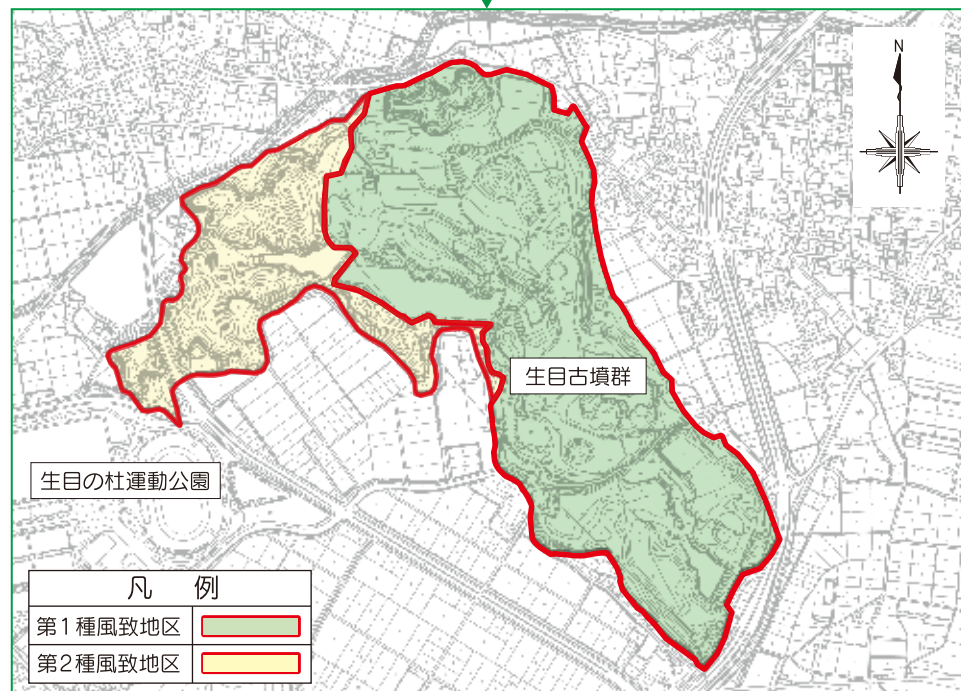 N
生目古墳群
生目の杜運動公園
凡 例
第1種風致地区
第2種風致地区